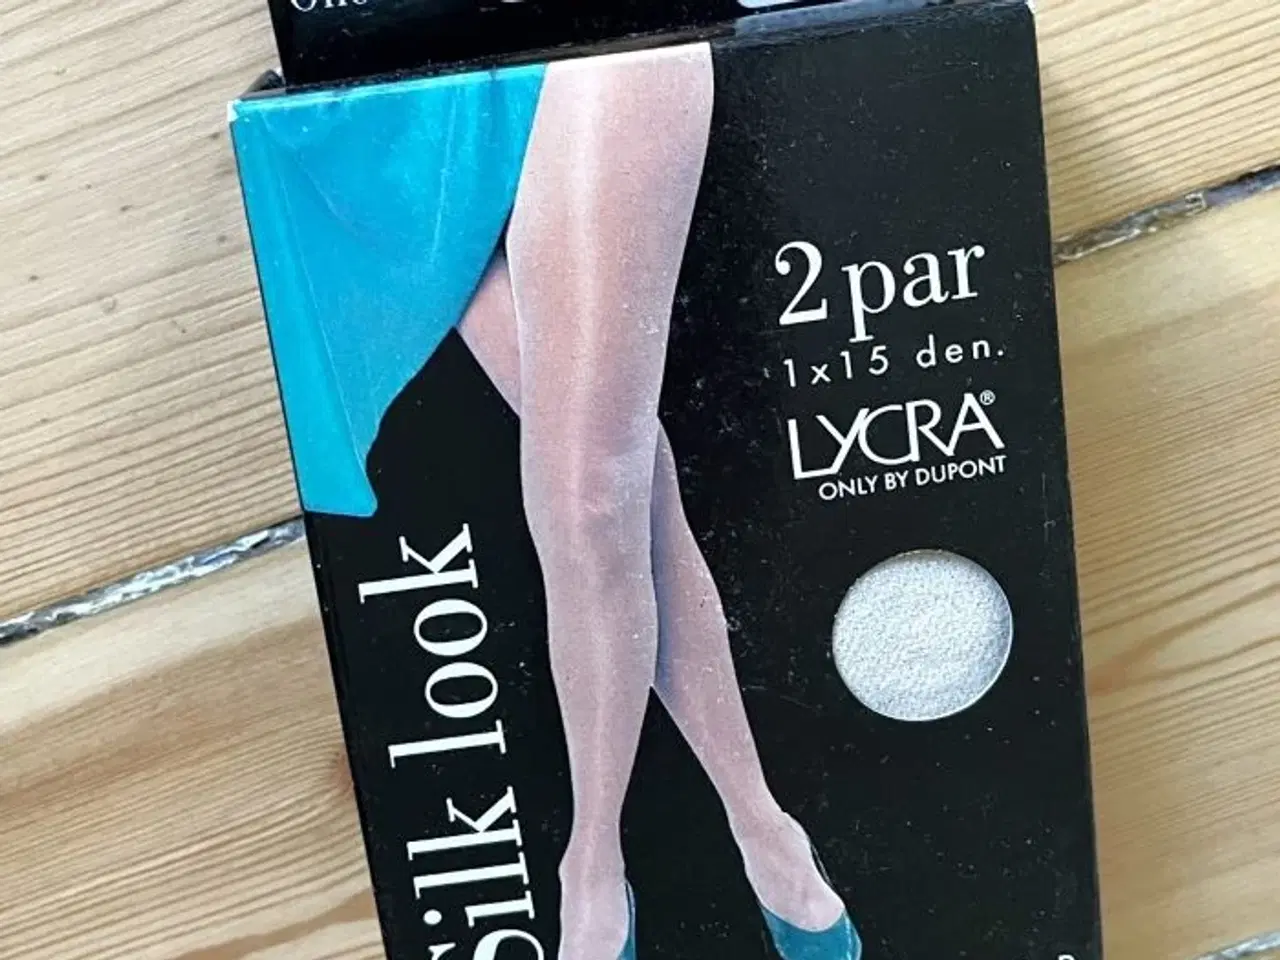 2 par
1x15 den.
LYCRA®
ONLY BY DUPONT
Silk look